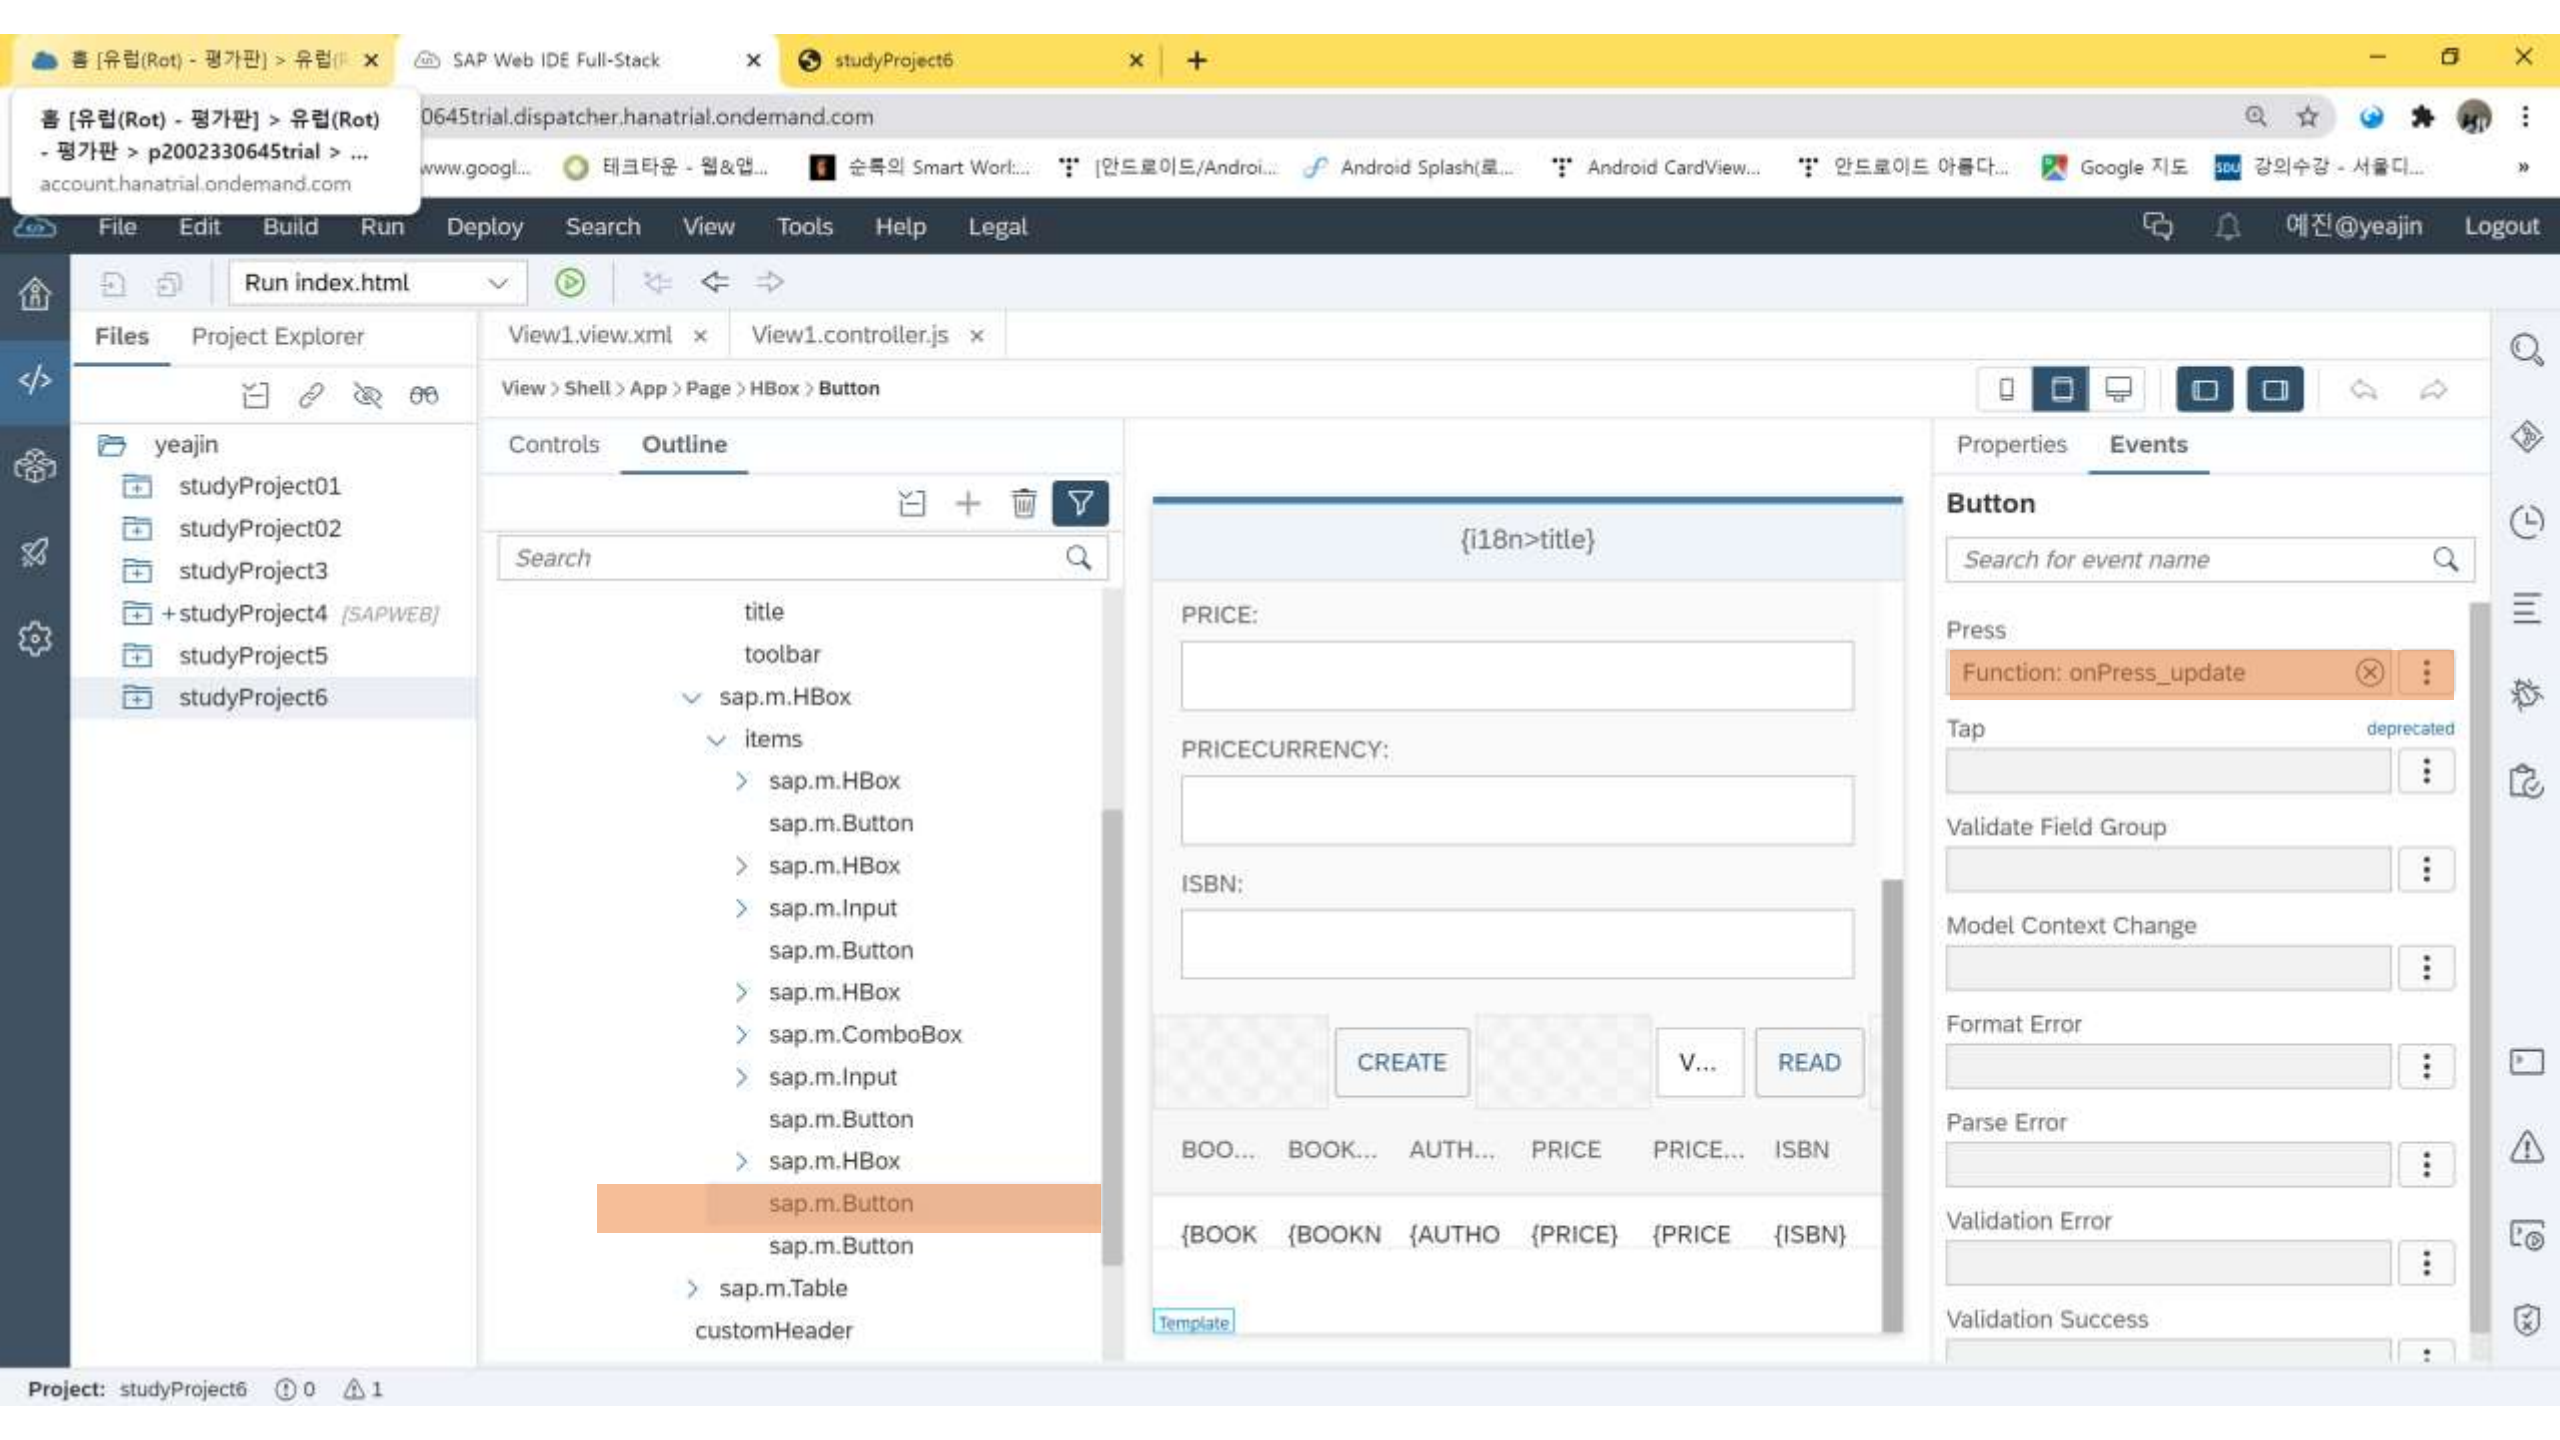 홈 [유럽(Rot) - 평가판] > 유럽(R
SAP Web IDE Full-Stack
studyProject6
홈 [유럽(Rot) - 평가판] > 유럽(Rot)
- 평가판 > p2002330645trial > ...
account.hanatrial.ondemand.com
0645trial.dispatcher.hanatrial.ondemand.com
www.googl...
테크타운 - 웹&앱...
순록의 Smart Worl:...
[안드로이드/Androi...
Android Splash(로...
Android CardView...
안드로이드 아름다...
Google 지도
SDU 강의수강 - 서울디...
File Edit Build Run Deploy Search View Tools Help Legal
예진@yeajin Logout
Run index.html
Files Project Explorer
View1.view.xml × View1.controller.js ×
View > Shell > App > Page > HBox > Button
yeajin
studyProject01
studyProject02
studyProject3
+studyProject4 [SAPWEB]
studyProject5
studyProject6
Controls Outline
Search
title
toolbar
sap.m.HBox
items
sap.m.HBox
sap.m.Button
sap.m.HBox
sap.m.Input
sap.m.Button
sap.m.HBox
sap.m.ComboBox
sap.m.Input
sap.m.Button
sap.m.HBox
sap.m.Button
sap.m.Button
sap.m.Table
customHeader
{i18n>title}
PRICE:
PRICECURRENCY:
ISBN:
CREATE V... READ
BOO... BOOK... AUTH... PRICE PRICE... ISBN
{BOOK {BOOKN {AUTHO {PRICE} {PRICE {ISBN}
Template
Properties Events
Button
Search for event name
Press
Function: onPress_update
Tap deprecated
Validate Field Group
Model Context Change
Format Error
Parse Error
Validation Error
Validation Success
Project: studyProject6 0 1